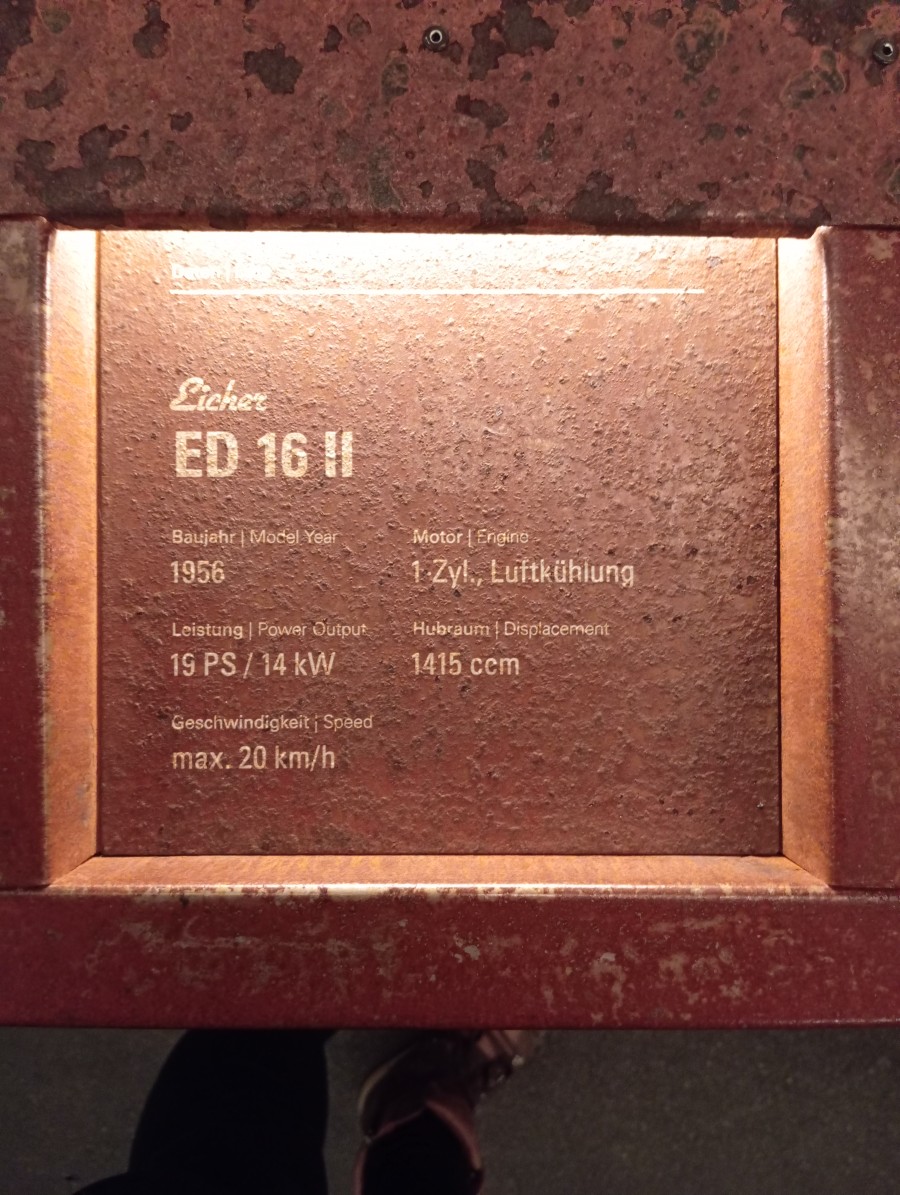 Eicher
ED 16 II
Baujahr | Model Year
1956
Motor | Engine
1-Zyl., Luftkühlung
Leistung | Power Output
19 PS / 14 kW
Hubraum | Displacement
1415 ccm
Geschwindigkeit | Speed
max. 20 km/h